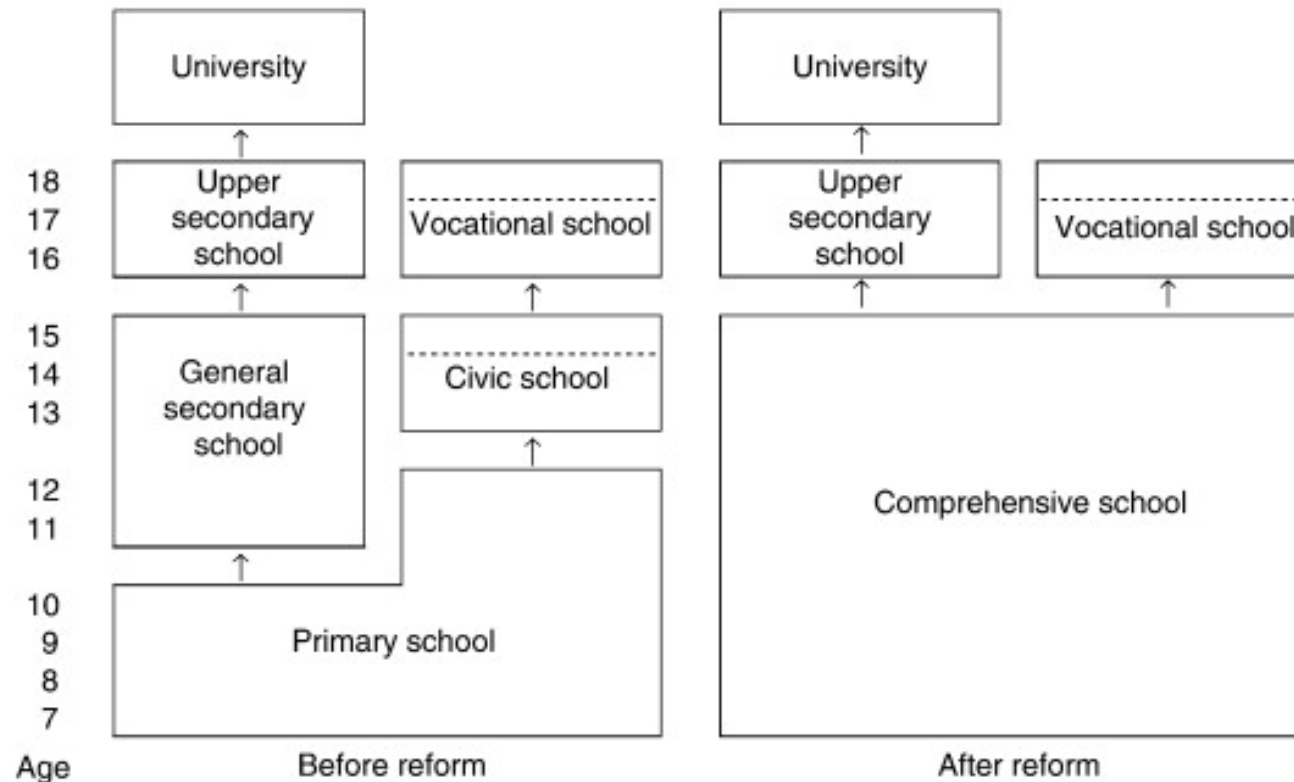 University
University
18
17
16
Upper
secondary
school
Vocational school
Upper
secondary
school
Vocational school
15
14
13
12
11
General
secondary
school
Civic school
Comprehensive school
10
9
8
7
Primary school
Age
Before reform
After reform